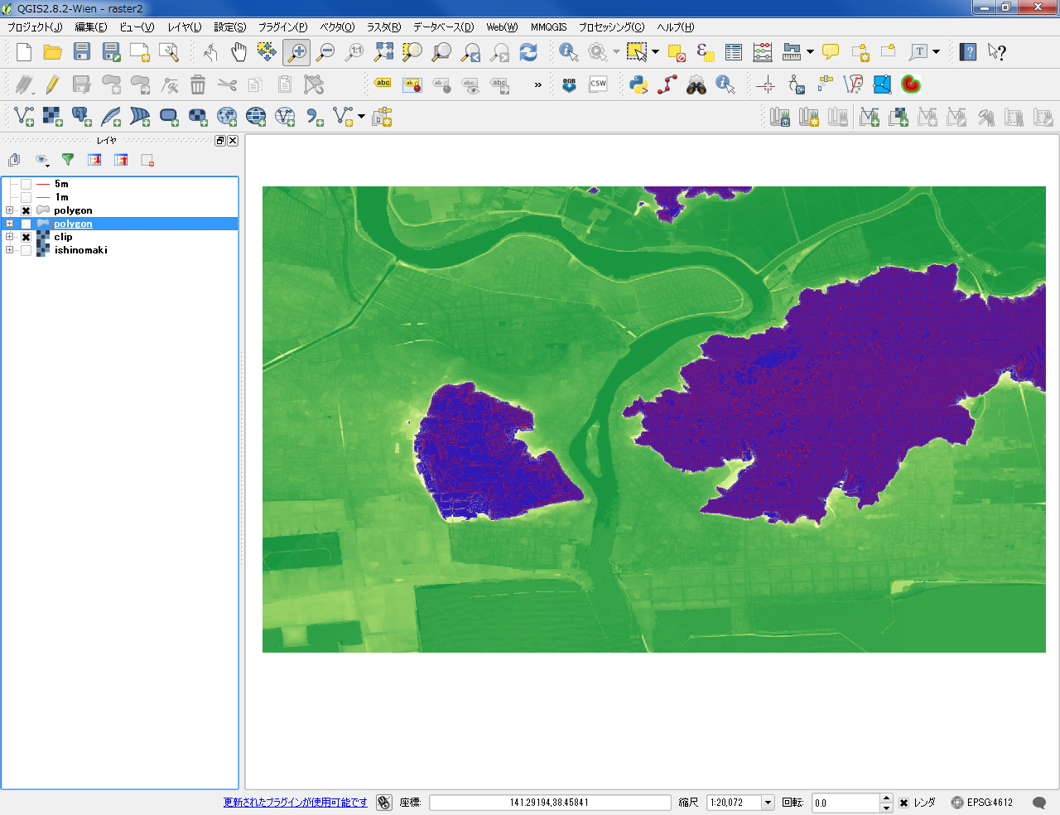 QGIS2.8.2-Wien - raster2
プロジェクト(J) 編集(E) ビュー(V) レイヤ(L) 設定(S) プラグイン(P) ベクタ(O) ラスタ(R) データベース(D) Web(W) MMQGIS プロセッシング(C) ヘルプ(H)
abc abc
»
OGR CSW
レイヤ
5m
1m
polygon
polygon
clip
ishinomaki
更新されたプラグインが使用可能です 座標: 141.29194,38.45841 縮尺 1:20,072 回転: 0.0 レンダ EPSG:4612